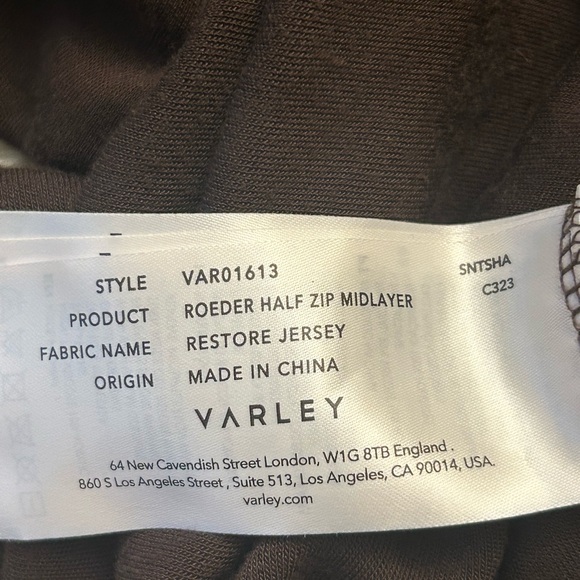 STYLE VAR01613
PRODUCT ROEDER HALF ZIP MIDLAYER
FABRIC NAME RESTORE JERSEY
ORIGIN MADE IN CHINA
SNTSHA
C323
VARLEY
64 New Cavendish Street London, W1G 8TB England .
860 S Los Angeles Street , Suite 513, Los Angeles, CA 90014, USA.
varley.com